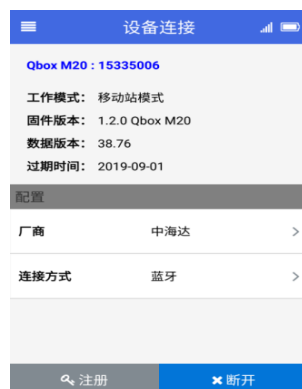 设备连接
Qbox M20 : 15335006
工作模式： 移动站模式
固件版本： 1.2.0 Qbox M20
数据版本： 38.76
过期时间： 2019-09-01
配置
厂商 中海达
连接方式 蓝牙
注册 断开